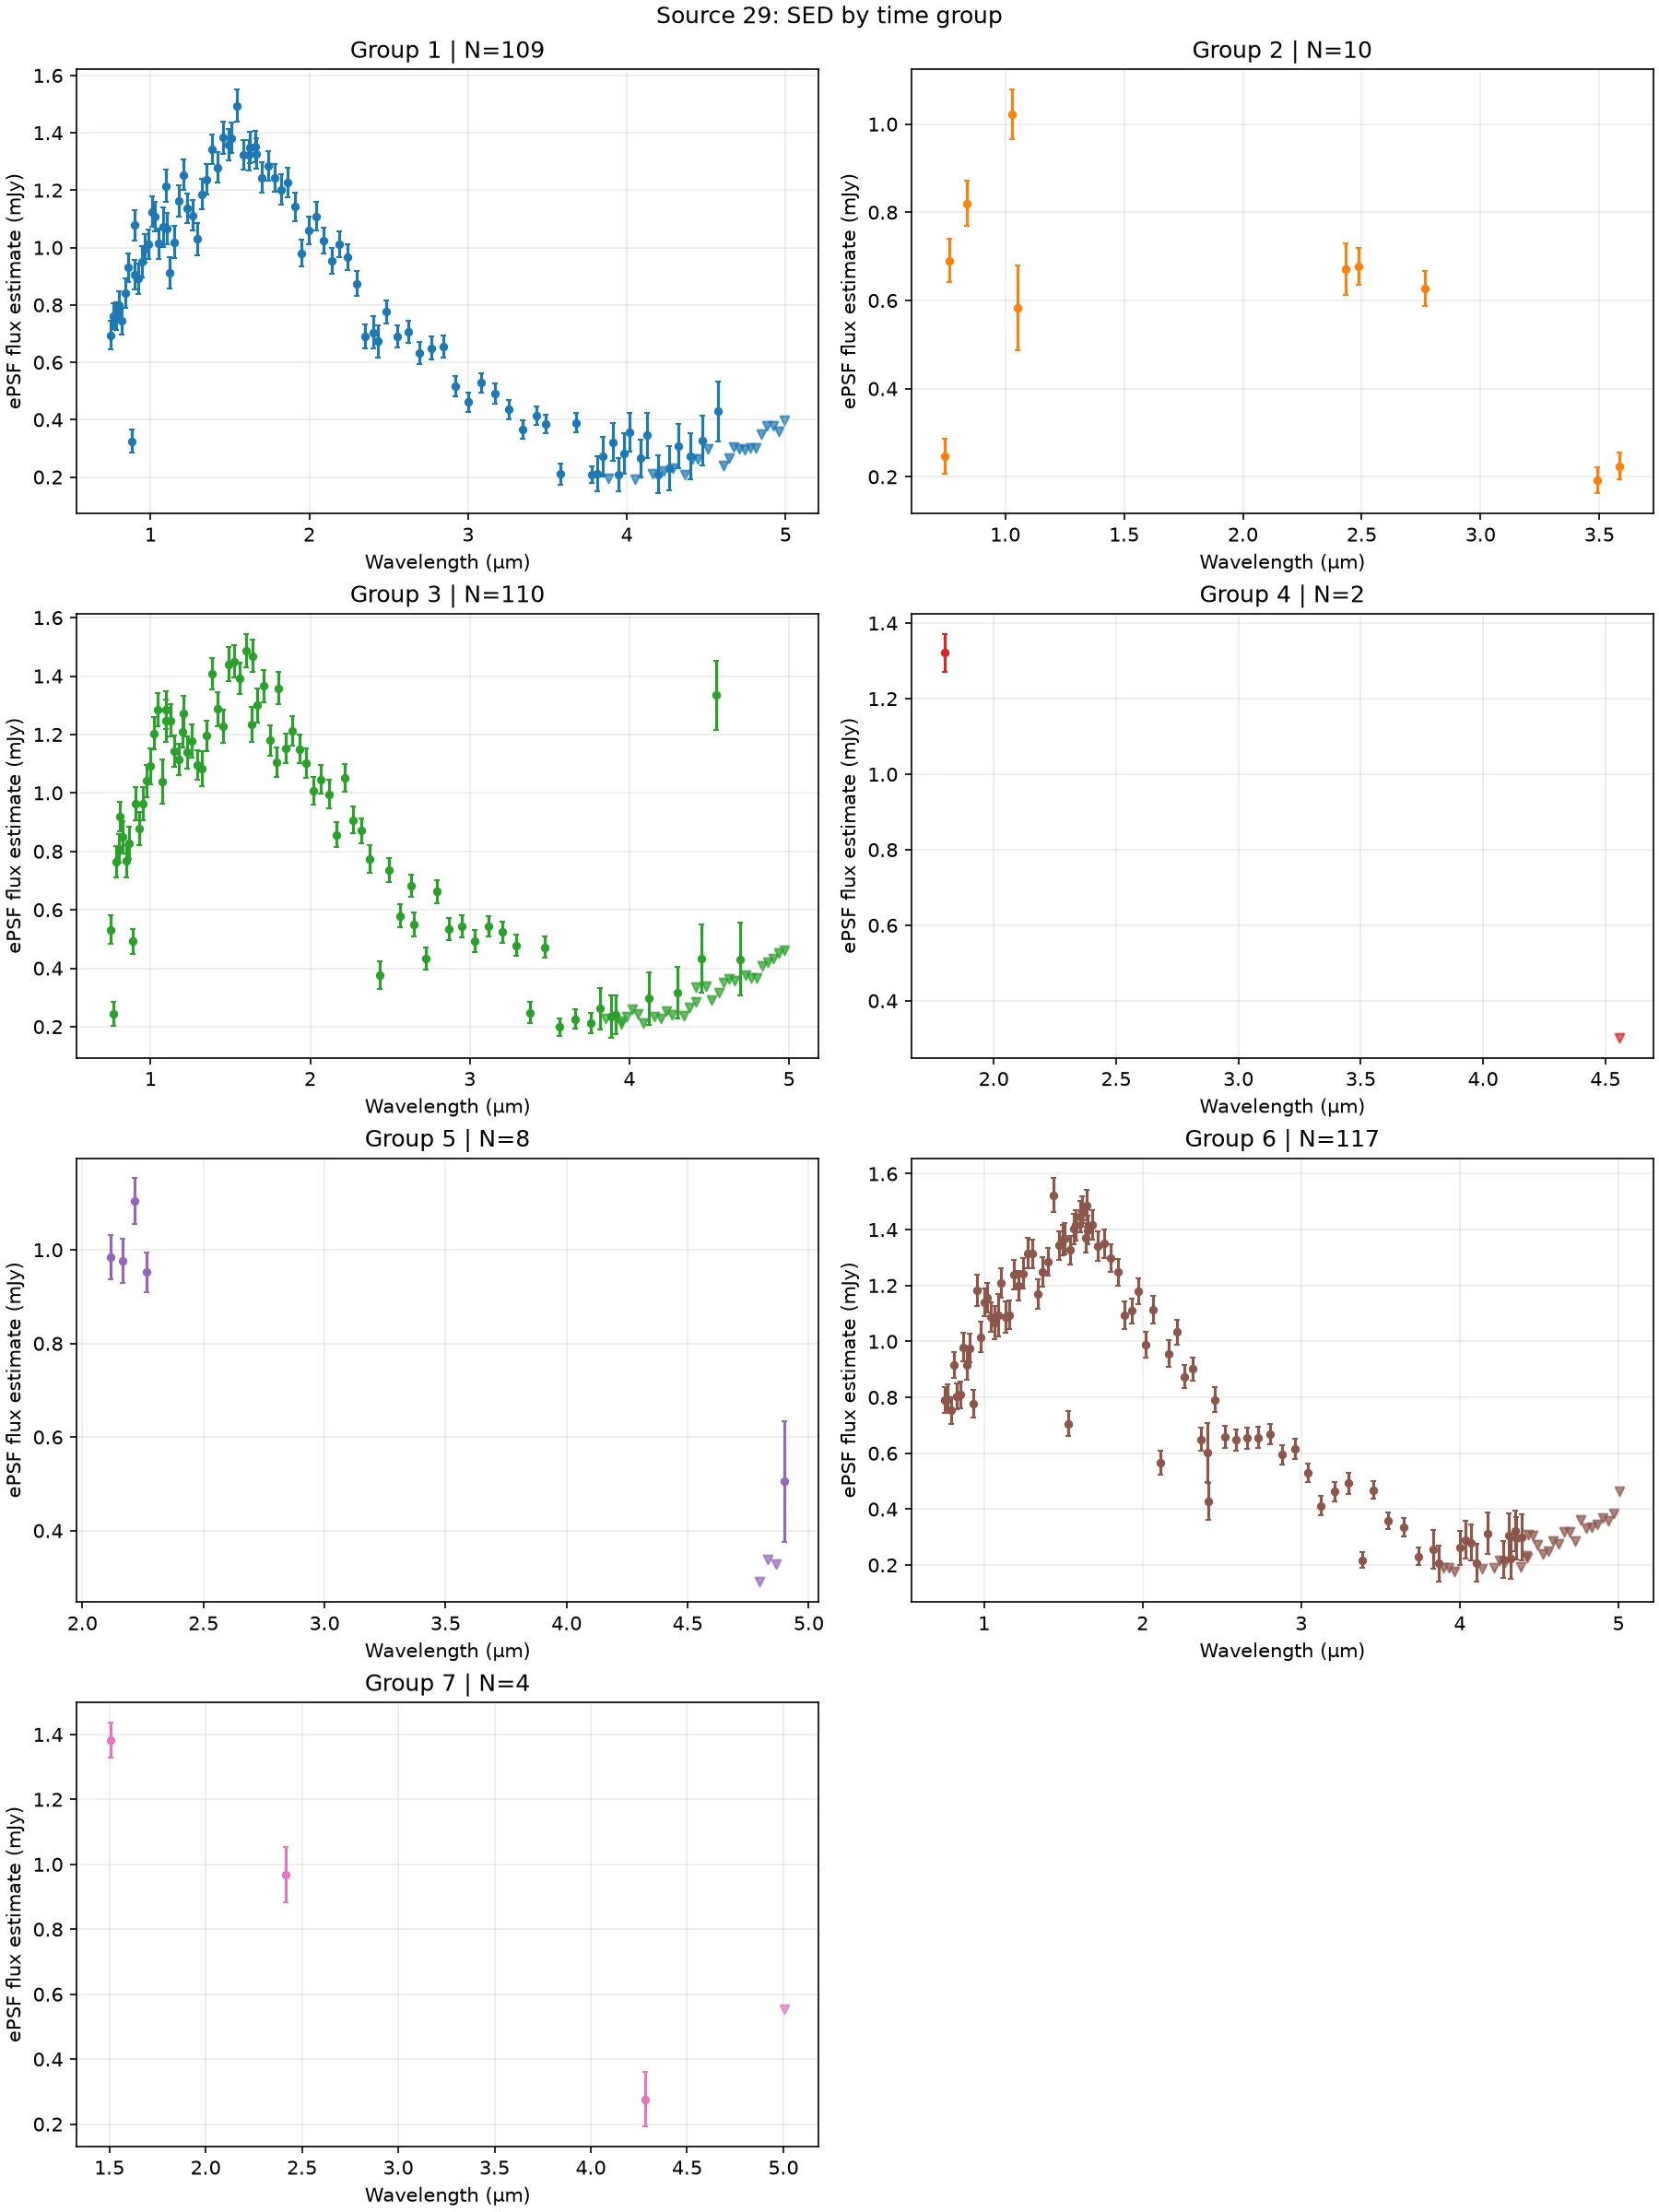 Source 29: SED by time group
Group 1 | N=109
ePSF flux estimate (mJy)
1.6
1.4
1.2
1.0
0.8
0.6
0.4
0.2
1 2 3 4 5
Wavelength (µm)
Group 2 | N=10
ePSF flux estimate (mJy)
1.0
0.8
0.6
0.4
0.2
1.0 1.5 2.0 2.5 3.0 3.5
Wavelength (µm)
Group 3 | N=110
ePSF flux estimate (mJy)
1.6
1.4
1.2
1.0
0.8
0.6
0.4
0.2
1 2 3 4 5
Wavelength (µm)
Group 4 | N=2
ePSF flux estimate (mJy)
1.4
1.2
1.0
0.8
0.6
0.4
2.0 2.5 3.0 3.5 4.0 4.5
Wavelength (µm)
Group 5 | N=8
ePSF flux estimate (mJy)
1.0
0.8
0.6
0.4
2.0 2.5 3.0 3.5 4.0 4.5 5.0
Wavelength (µm)
Group 6 | N=117
ePSF flux estimate (mJy)
1.6
1.4
1.2
1.0
0.8
0.6
0.4
0.2
1 2 3 4 5
Wavelength (µm)
Group 7 | N=4
ePSF flux estimate (mJy)
1.4
1.2
1.0
0.8
0.6
0.4
0.2
1.5 2.0 2.5 3.0 3.5 4.0 4.5 5.0
Wavelength (µm)